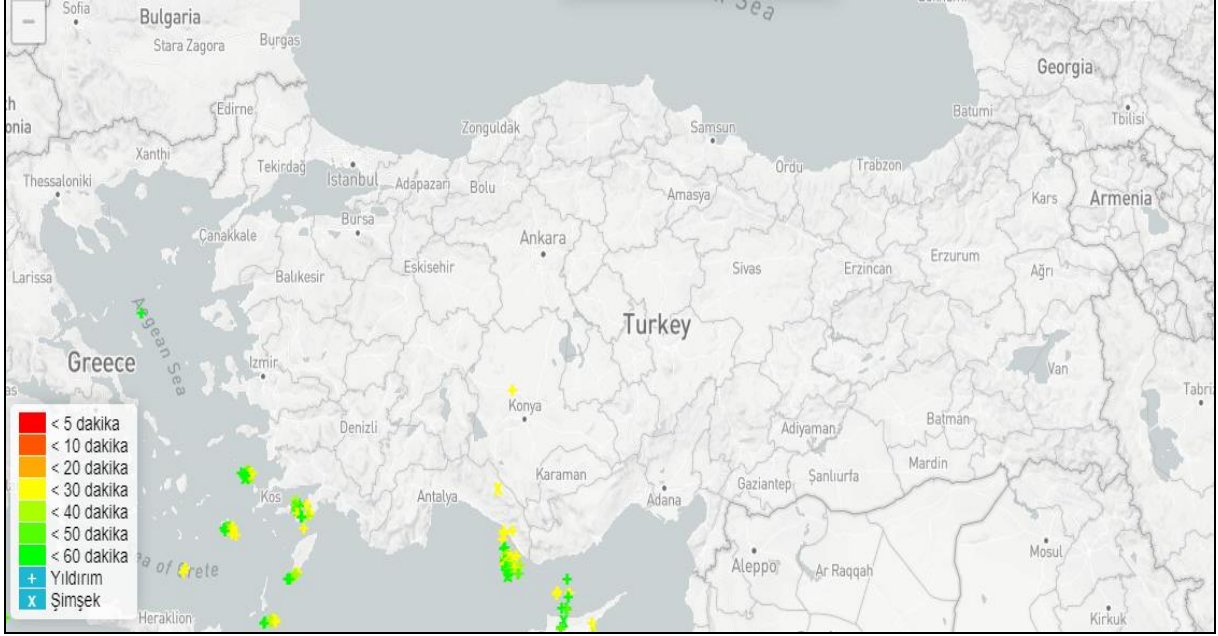 Sofia
Bulgaria
Stara Zagora
Burgas
Georgia
Batumi
Tbilisi
Edirne
Zonguldak
Samsun
Xanthi
Tekirdağ
Istanbul
Adapazari
Bolu
Ordu
Trabzon
Thessaloniki
Amasya
Kars
Armenia
Bursa
Çanakkale
Ankara
Larissa
Balıkesir
Eskisehir
Sivas
Erzincan
Erzurum
Ağrı
Aegean Sea
Turkey
Greece
Izmir
Van
Konya
Denizli
Adiyaman
Batman
Mardin
Karaman
Gaziantep
Şanlıurfa
Kos
Antalya
Adana
Mosul
Aleppo
Ar Raqqah
of Crete
Heraklion
Kirkuk
< 5 dakika
< 10 dakika
< 20 dakika
< 30 dakika
< 40 dakika
< 50 dakika
< 60 dakika
+ Yıldırım
x Şimşek